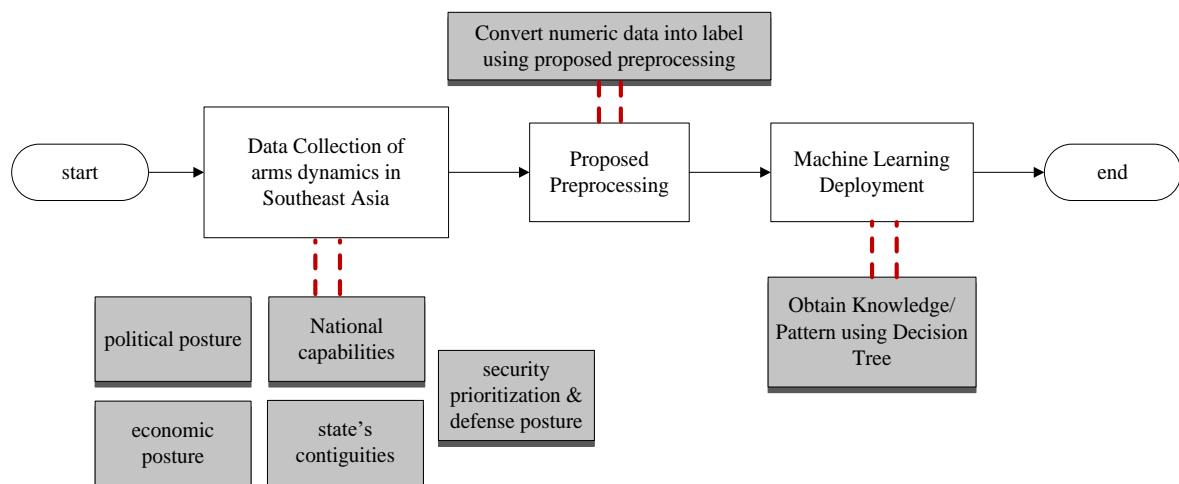 Convert numeric data into label
using proposed preprocessing
start
Data Collection of
arms dynamics in
Southeast Asia
Proposed
Preprocessing
Machine Learning
Deployment
end
political posture
National
capabilities
security
prioritization &
defense posture
economic
posture
state’s
contiguities
Obtain Knowledge/
Pattern using Decision
Tree